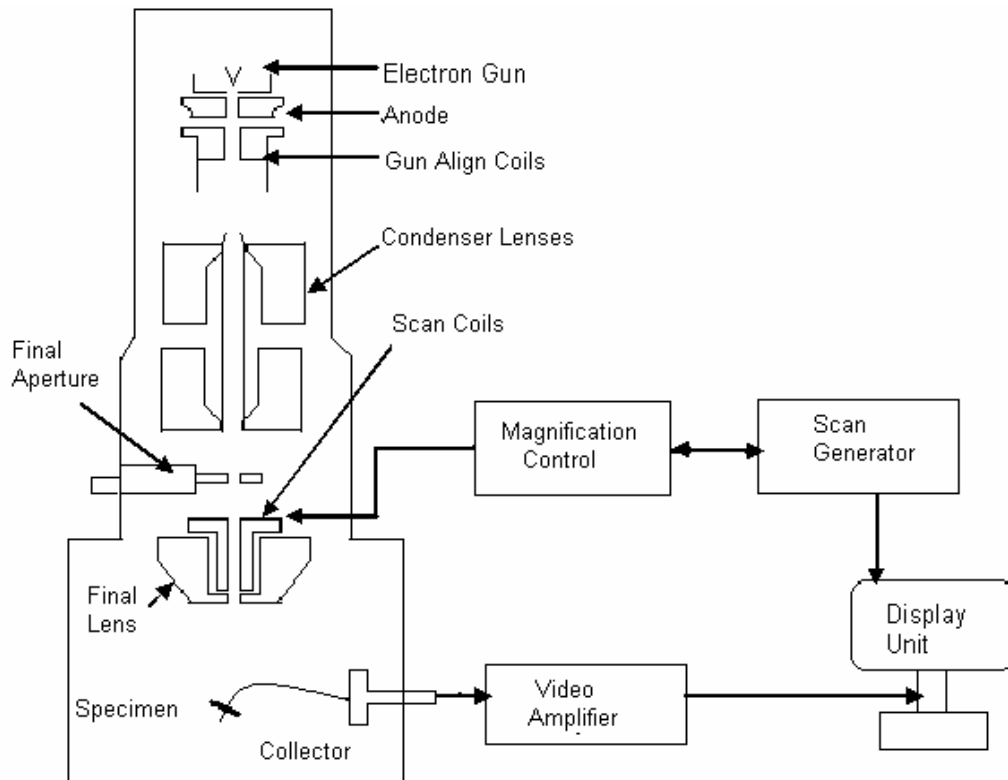 Electron Gun
Anode
Gun Align Coils
Condenser Lenses
Scan Coils
Final
Aperture
Magnification
Control
Scan
Generator
Final
Lens
Display
Unit
Specimen
Collector
Video
Amplifier